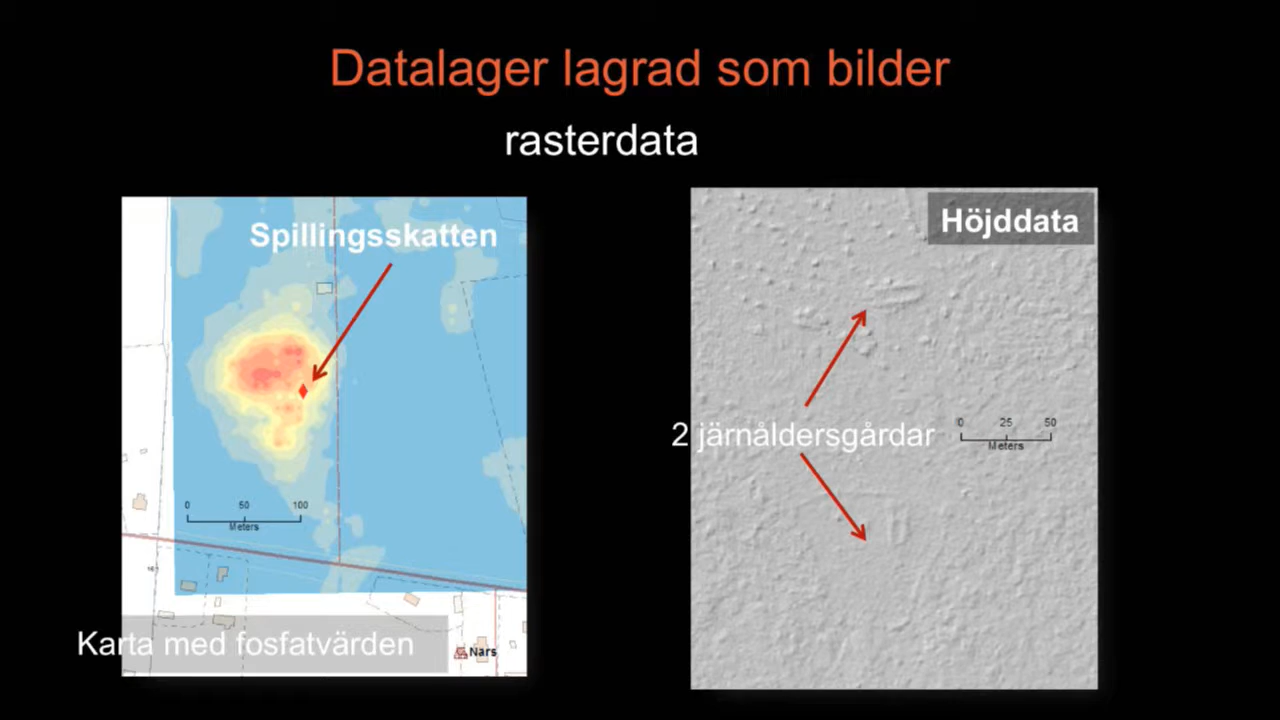 Datalager lagrad som bilder
rasterdata
Spillingsskatten
0 50 100
Meters
Karta med fosfatvärden
Nars
Höjddata
2 järnåldersgårdar
0 25 50
Meters